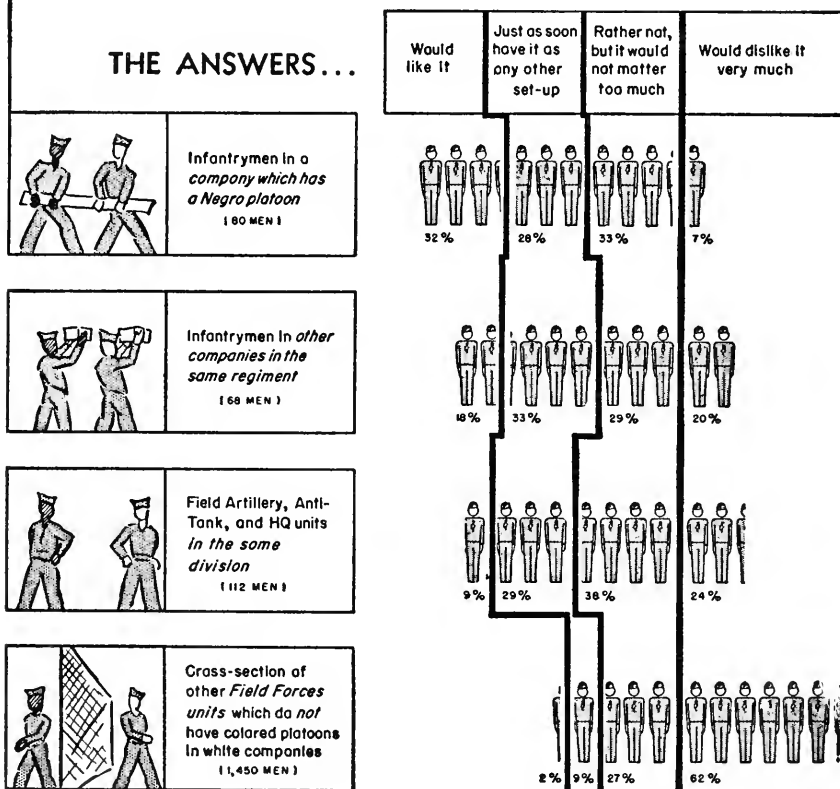 THE ANSWERS...
Would
like it
Just as soon
have it as
any other
set-up
Rather not,
but it would
not matter
too much
Would dislike it
very much
Infantrymen in a
company which has
a Negro platoon
(80 MEN)
32%
28%
33%
7%
Infantrymen in other
companies in the
same regiment
(68 MEN)
18%
33%
29%
20%
Field Artillery, Anti-
Tank, and HQ units
in the same
division
(112 MEN)
9%
29%
38%
24%
Cross-section of
other Field Forces
units which do not
have colored platoons
in white companies
(1,450 MEN)
2%
9%
27%
62%